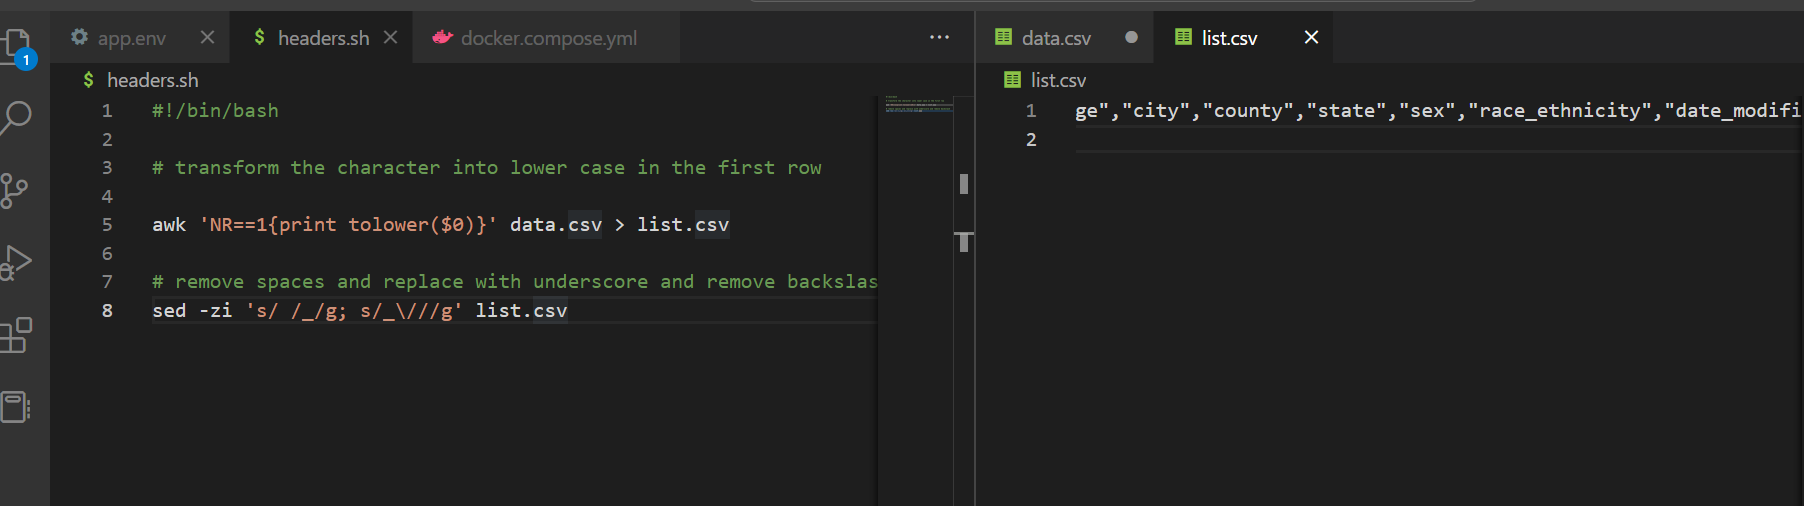 app.env
headers.sh
docker.compose.yml
data.csv
list.csv
1
$ headers.sh
list.csv
1 #!/bin/bash
2
3 # transform the character into lower case in the first row
4
5 awk 'NR==1{print tolower($0)}' data.csv > list.csv
6
7 # remove spaces and replace with underscore and remove backslas
8 sed -zi 's/ /_/g; s/_\///g' list.csv
1 ge","city","county","state","sex","race_ethnicity","date_modifi
2